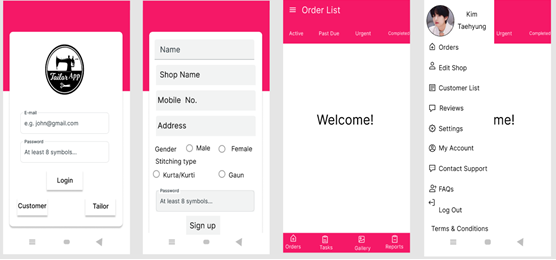 Tailor App
E-mail
e.g. john@gmail.com
Password
At least 8 symbols...
Login
Customer
Tailor
Name
Shop Name
Mobile No.
Address
Gender Male Female
Stitching type
Kurta/Kurti Gaun
Password
At least 8 symbols...
Sign up
Order List
Active Past Due Urgent Completed
Welcome!
Orders Tasks Gallery Reports
Kim
Taehyung
Urgent Completed
Orders
Edit Shop
Customer List
Reviews
Settings
me!
My Account
Contact Support
FAQs
Log Out
Terms & Conditions